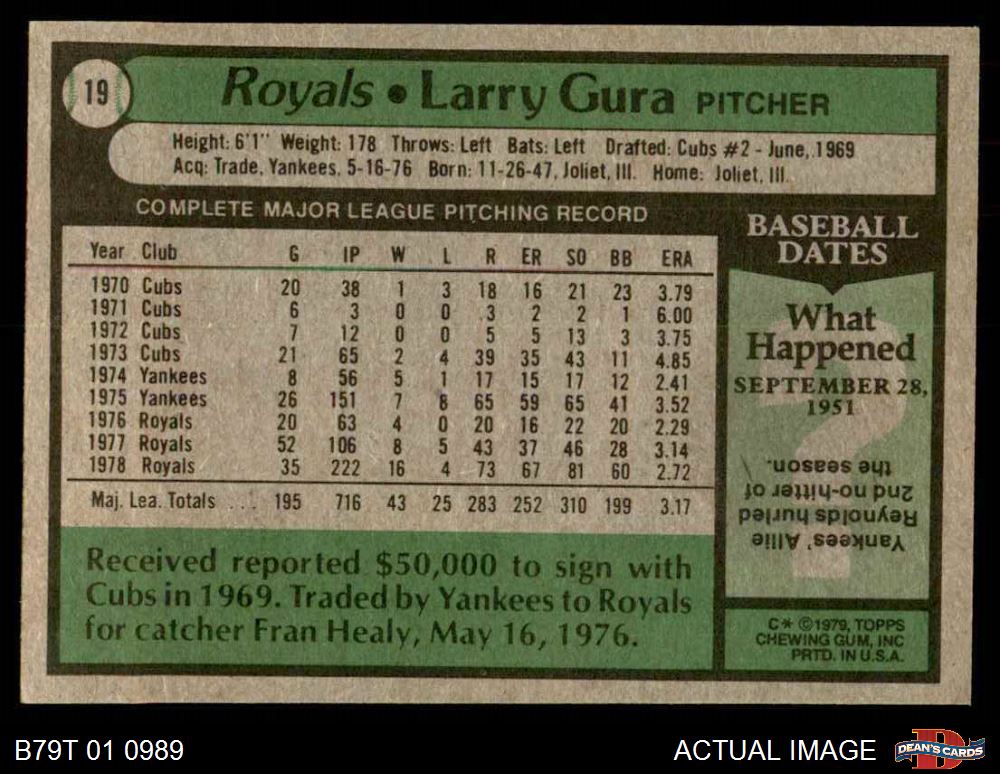 19
Royals • Larry Gura PITCHER
Height: 6'1" Weight: 178 Throws: Left Bats: Left Drafted: Cubs #2 - June, 1969
Acq: Trade, Yankees, 5-16-76 Born: 11-26-47, Joliet, Ill. Home: Joliet, Ill.
COMPLETE MAJOR LEAGUE PITCHING RECORD
Year Club G IP W L R ER SO BB ERA
1970 Cubs 20 38 1 3 18 16 21 23 3.79
1971 Cubs 6 3 0 0 3 2 2 1 6.00
1972 Cubs 7 12 0 0 5 5 13 3 3.75
1973 Cubs 21 65 2 4 39 35 43 11 4.85
1974 Yankees 8 56 5 1 17 15 17 12 2.41
1975 Yankees 26 151 7 8 65 59 65 41 3.52
1976 Royals 20 63 4 0 20 16 22 20 2.29
1977 Royals 52 106 8 5 43 37 46 28 3.14
1978 Royals 35 222 16 4 73 67 81 60 2.72
Maj. Lea. Totals ... 195 716 43 25 283 252 310 199 3.17
Received reported $50,000 to sign with
Cubs in 1969. Traded by Yankees to Royals
for catcher Fran Healy, May 16, 1976.
BASEBALL
DATES
What
Happened
SEPTEMBER 28,
1951
?
Yankees' Allie
Reynolds hurled
2nd no-hitter of
the season.
C* ©1979, TOPPS
CHEWING GUM, INC
PRTD. IN U.S.A.
B79T 01 0989
ACTUAL IMAGE
D
DEAN'S CARDS